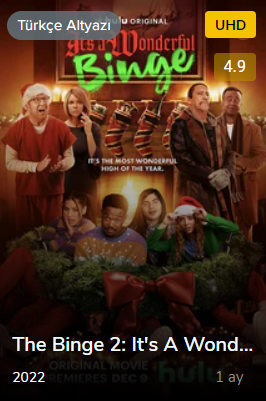 Türkçe Altyazı
UHD
hulu ORIGINAL
It's a Wonderful
Binge
4.9
IT'S THE MOST WONDERFUL
HIGH OF THE YEAR.
The Binge 2: It's A Wond...
ORIGINAL MOVIE
PREMIERES DEC 9
hulu
2022
1 ay